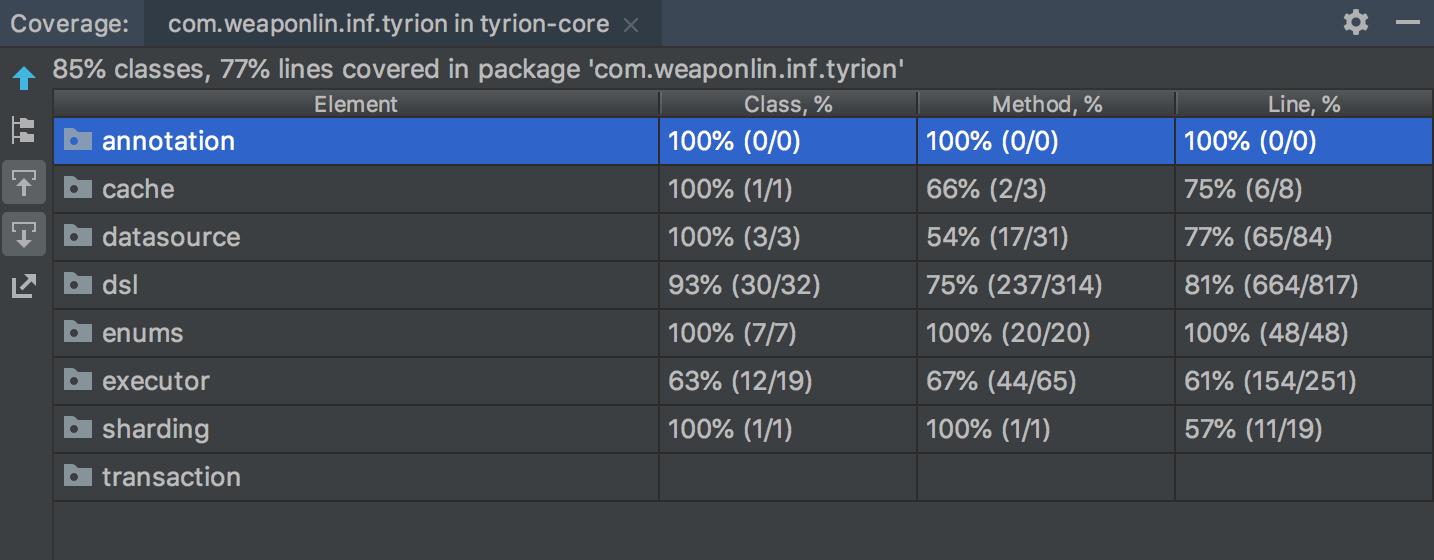 Coverage: com.weaponlin.inf.tyrion in tyrion-core
85% classes, 77% lines covered in package 'com.weaponlin.inf.tyrion'
Element Class, % Method, % Line, %
annotation 100% (0/0) 100% (0/0) 100% (0/0)
cache 100% (1/1) 66% (2/3) 75% (6/8)
datasource 100% (3/3) 54% (17/31) 77% (65/84)
dsl 93% (30/32) 75% (237/314) 81% (664/817)
enums 100% (7/7) 100% (20/20) 100% (48/48)
executor 63% (12/19) 67% (44/65) 61% (154/251)
sharding 100% (1/1) 100% (1/1) 57% (11/19)
transaction